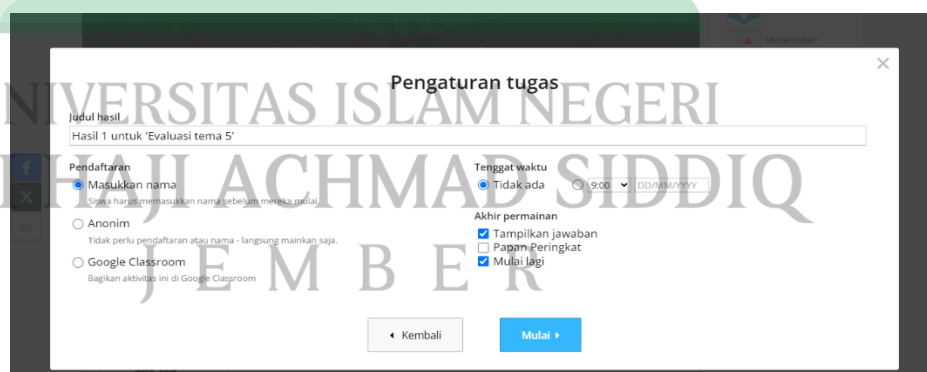 Menemukan
Pengaturan tugas
UNIVERSITAS ISLAM NEGERI
Judul hasil
Hasil 1 untuk 'Evaluasi tema 5'
Pendaftaran
Masukkan nama
Siswa harus memasukkan nama sebelum mereka mulai.
HAJI ACHMAD SIDDIQ
Anonim
Tidak perlu pendaftaran atau nama - langsung mainkan saja.
Google Classroom
Bagikan aktivitas ini di Google Classroom
JEMBER
Tenggat waktu
Tidak ada
9:00 DD/MM/YYYY
Akhir permainan
Tampilkan jawaban
Papan Peringkat
Mulai lagi
Kembali
Mulai